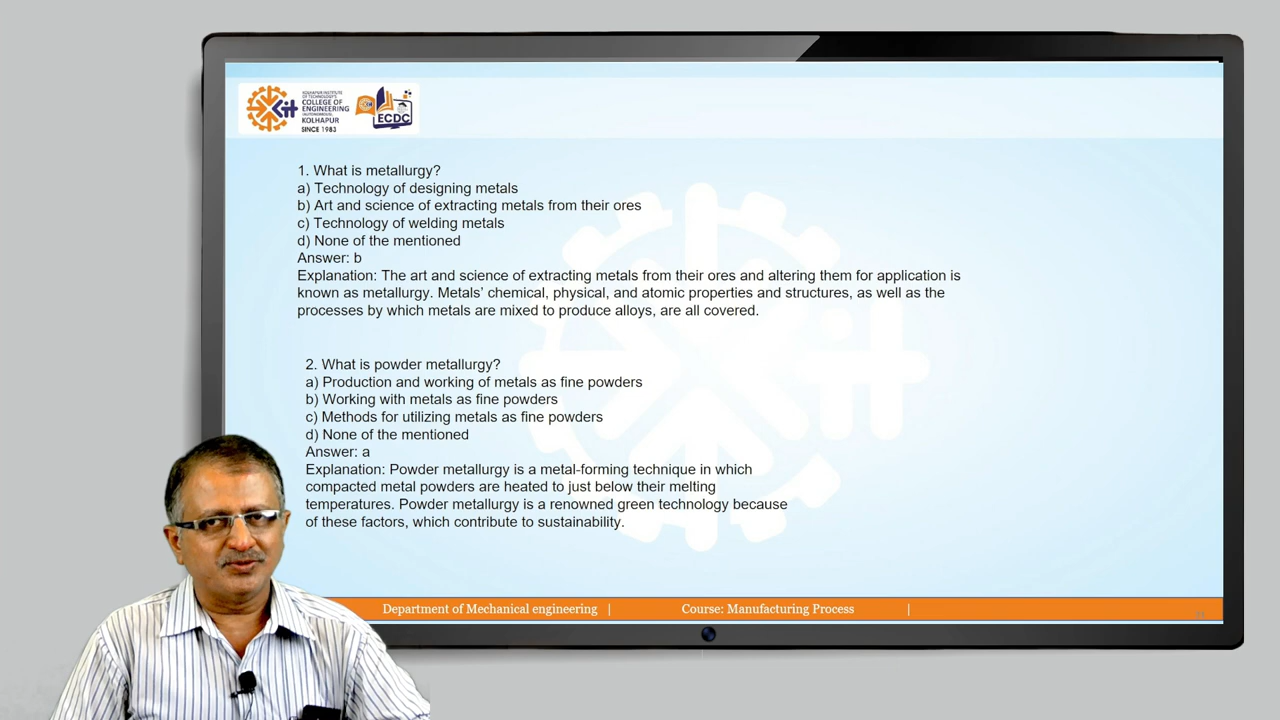 KOLHAPUR INSTITUTE
OF TECHNOLOGY'S
COLLEGE OF
ENGINEERING
(AUTONOMOUS)
KOLHAPUR
SINCE 1983
ECDC
1. What is metallurgy?
a) Technology of designing metals
b) Art and science of extracting metals from their ores
c) Technology of welding metals
d) None of the mentioned
Answer: b
Explanation: The art and science of extracting metals from their ores and altering them for application is
known as metallurgy. Metals' chemical, physical, and atomic properties and structures, as well as the
processes by which metals are mixed to produce alloys, are all covered.
2. What is powder metallurgy?
a) Production and working of metals as fine powders
b) Working with metals as fine powders
c) Methods for utilizing metals as fine powders
d) None of the mentioned
Answer: a
Explanation: Powder metallurgy is a metal-forming technique in which
compacted metal powders are heated to just below their melting
temperatures. Powder metallurgy is a renowned green technology because
of these factors, which contribute to sustainability.
Department of Mechanical engineering | Course: Manufacturing Process |